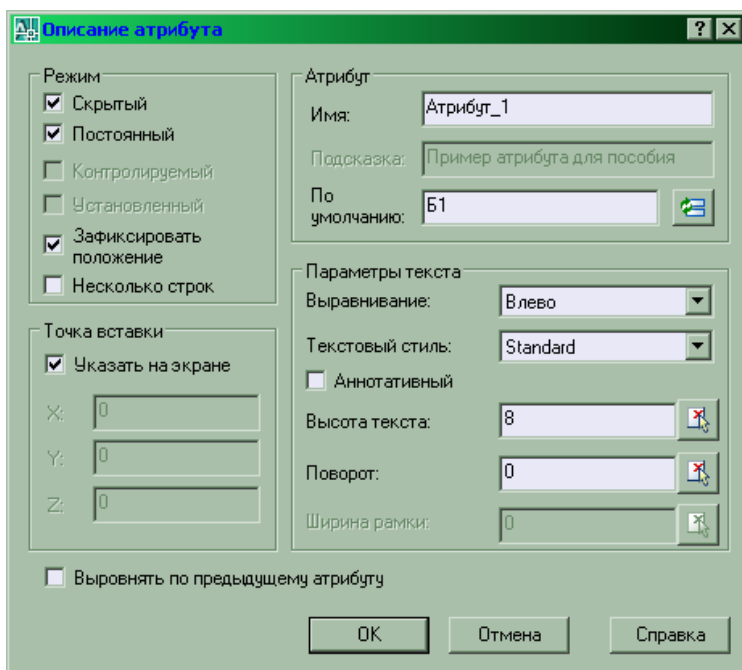 Описание атрибута
Режим
Скрытый
Постоянный
Контролируемый
Установленный
Зафиксировать
положение
Несколько строк
Точка вставки
Указать на экране
X: 0
Y: 0
Z: 0
Атрибут
Имя: Атрибут_1
Подсказка: Пример атрибута для пособия
По
умолчанию: Б1
Параметры текста
Выравнивание: Влево
Текстовый стиль: Standard
Аннотативный
Высота текста: 8
Поворот: 0
Ширина рамки: 0
Выровнять по предыдущему атрибуту
OK Отмена Справка